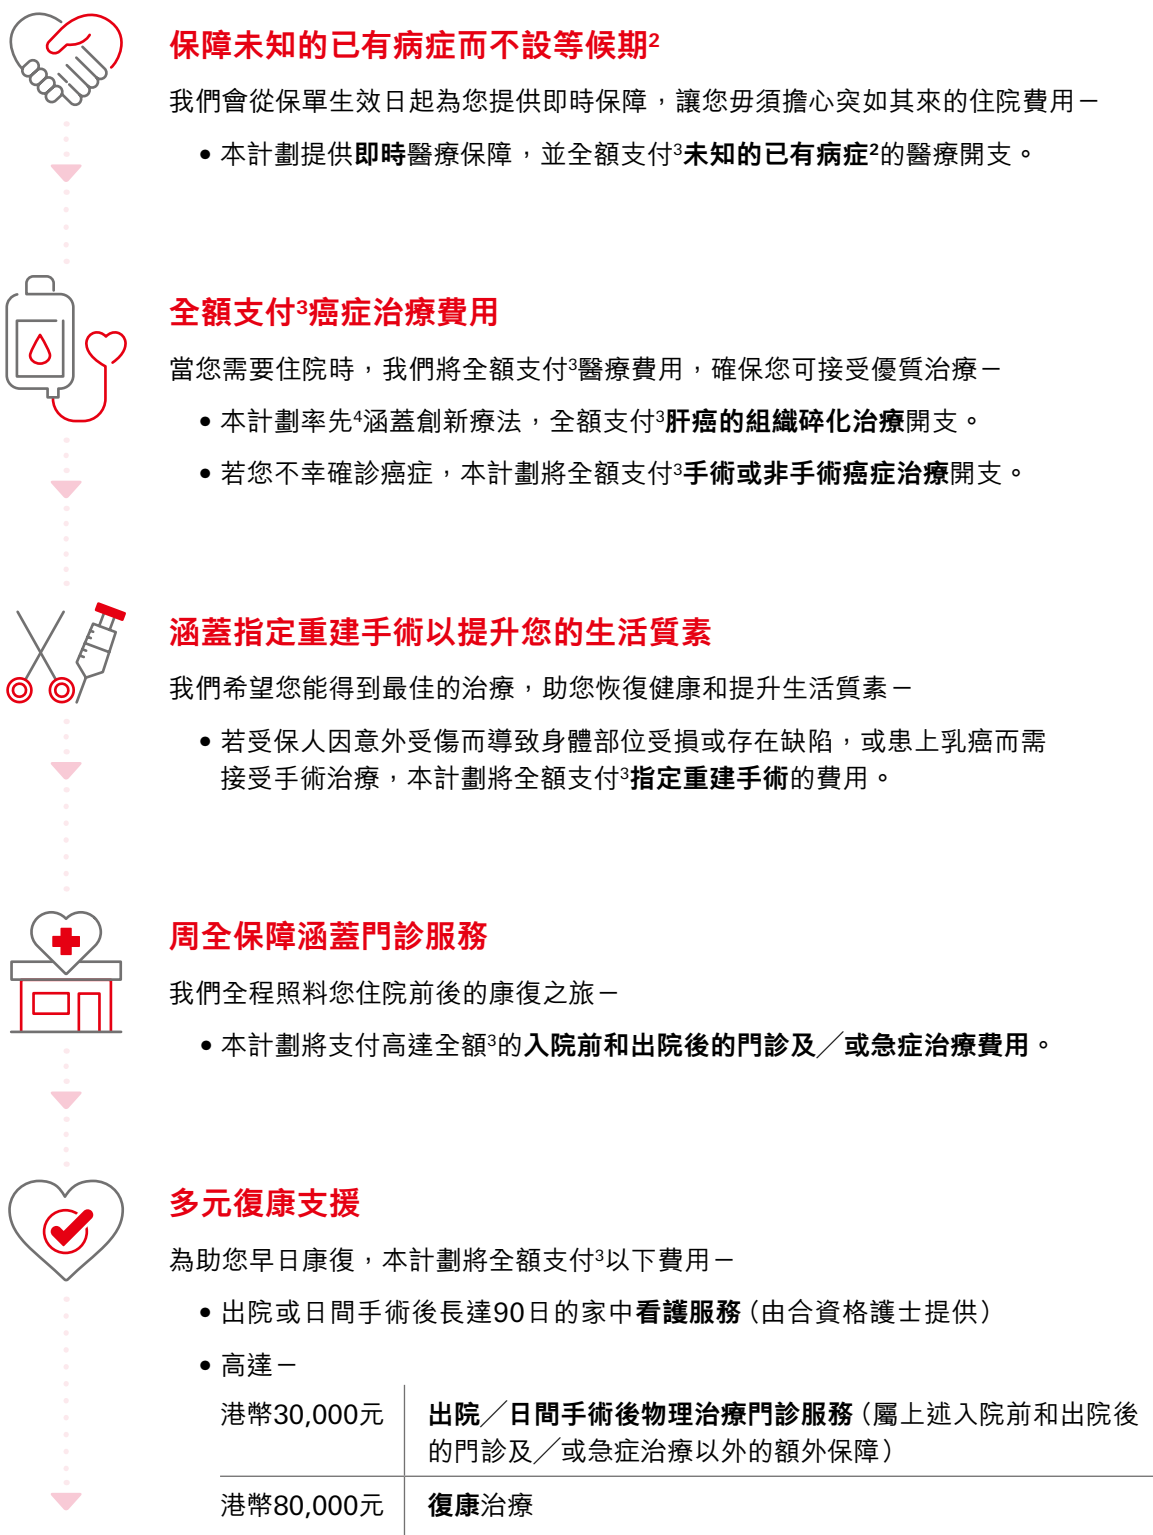 保障未知的已有病症而不設等候期2
我們會從保單生效日起為您提供即時保障，讓您毋須擔心突如其來的住院費用－
• 本計劃提供即時醫療保障，並全額支付3未知的已有病症2的醫療開支。
全額支付3癌症治療費用
當您需要住院時，我們將全額支付3醫療費用，確保您可接受優質治療－
• 本計劃率先4涵蓋創新療法，全額支付3肝癌的組織碎化治療開支。
• 若您不幸確診癌症，本計劃將全額支付3手術或非手術癌症治療開支。
涵蓋指定重建手術以提升您的生活質素
我們希望您能得到最佳的治療，助您恢復健康和提升生活質素－
• 若受保人因意外受傷而導致身體部位受損或存在缺陷，或患上乳癌而需
接受手術治療，本計劃將全額支付3指定重建手術的費用。
周全保障涵蓋門診服務
我們全程照料您住院前後的康復之旅－
• 本計劃將支付高達全額3的入院前和出院後的門診及／或急症治療費用。
多元復康支援
為助您早日康復，本計劃將全額支付3以下費用－
• 出院或日間手術後長達90日的家中看護服務（由合資格護士提供）
• 高達－
港幣30,000元 出院／日間手術後物理治療門診服務（屬上述入院前和出院後
的門診及／或急症治療以外的額外保障）
港幣80,000元 復康治療